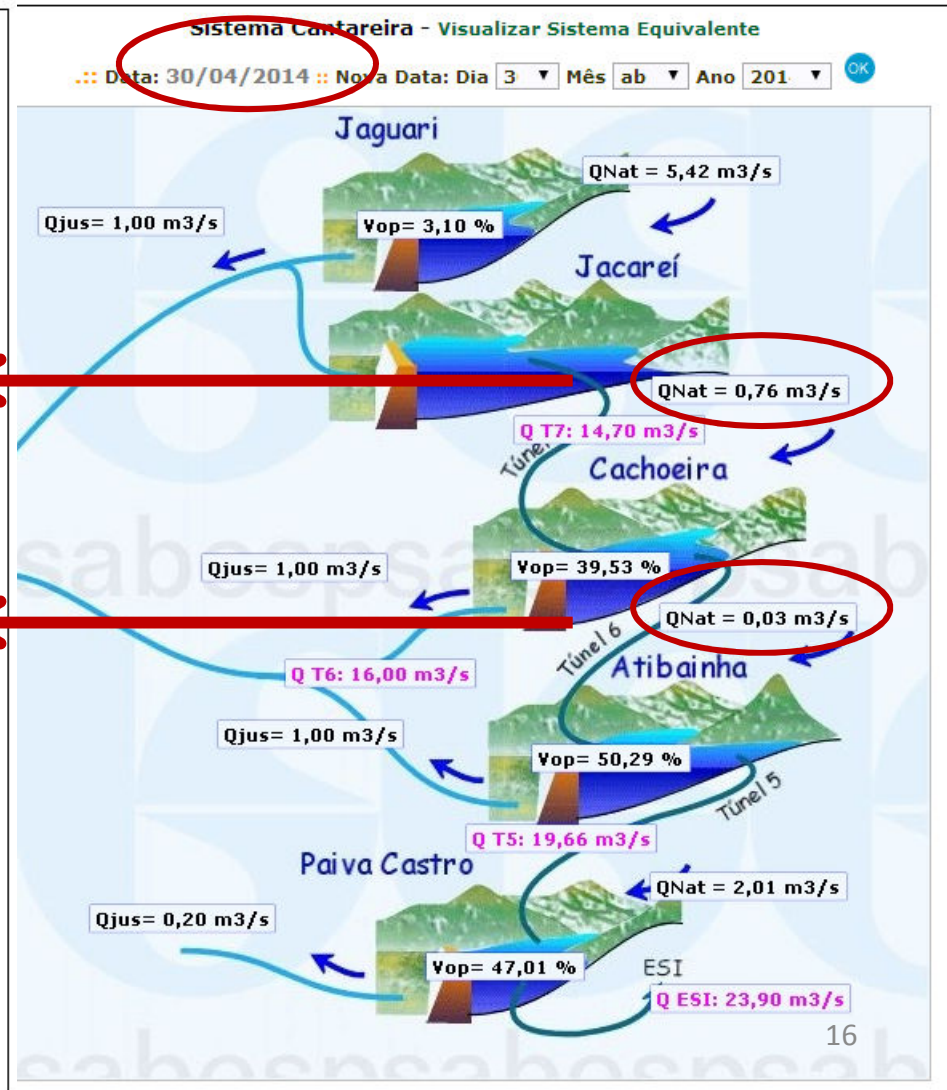 Sistema Cantareira - Visualizar Sistema Equivalente
.:: Data: 30/04/2014 :: Nova Data: Dia 3 Mês ab Ano 201 OK
Jaguari
QNat = 5,42 m3/s
Qjus= 1,00 m3/s
Vop= 3,10 %
Jacareí
QNat = 0,76 m3/s
Q T7: 14,70 m3/s
Cachoeira
Qjus= 1,00 m3/s
Vop= 39,53 %
QNat = 0,03 m3/s
Túnel 6
Q T6: 16,00 m3/s
Atibainha
Qjus= 1,00 m3/s
Vop= 50,29 %
Túnel 5
Q T5: 19,66 m3/s
Paiva Castro
QNat = 2,01 m3/s
Qjus= 0,20 m3/s
Vop= 47,01 %
ESI
Q ESI: 23,90 m3/s
16